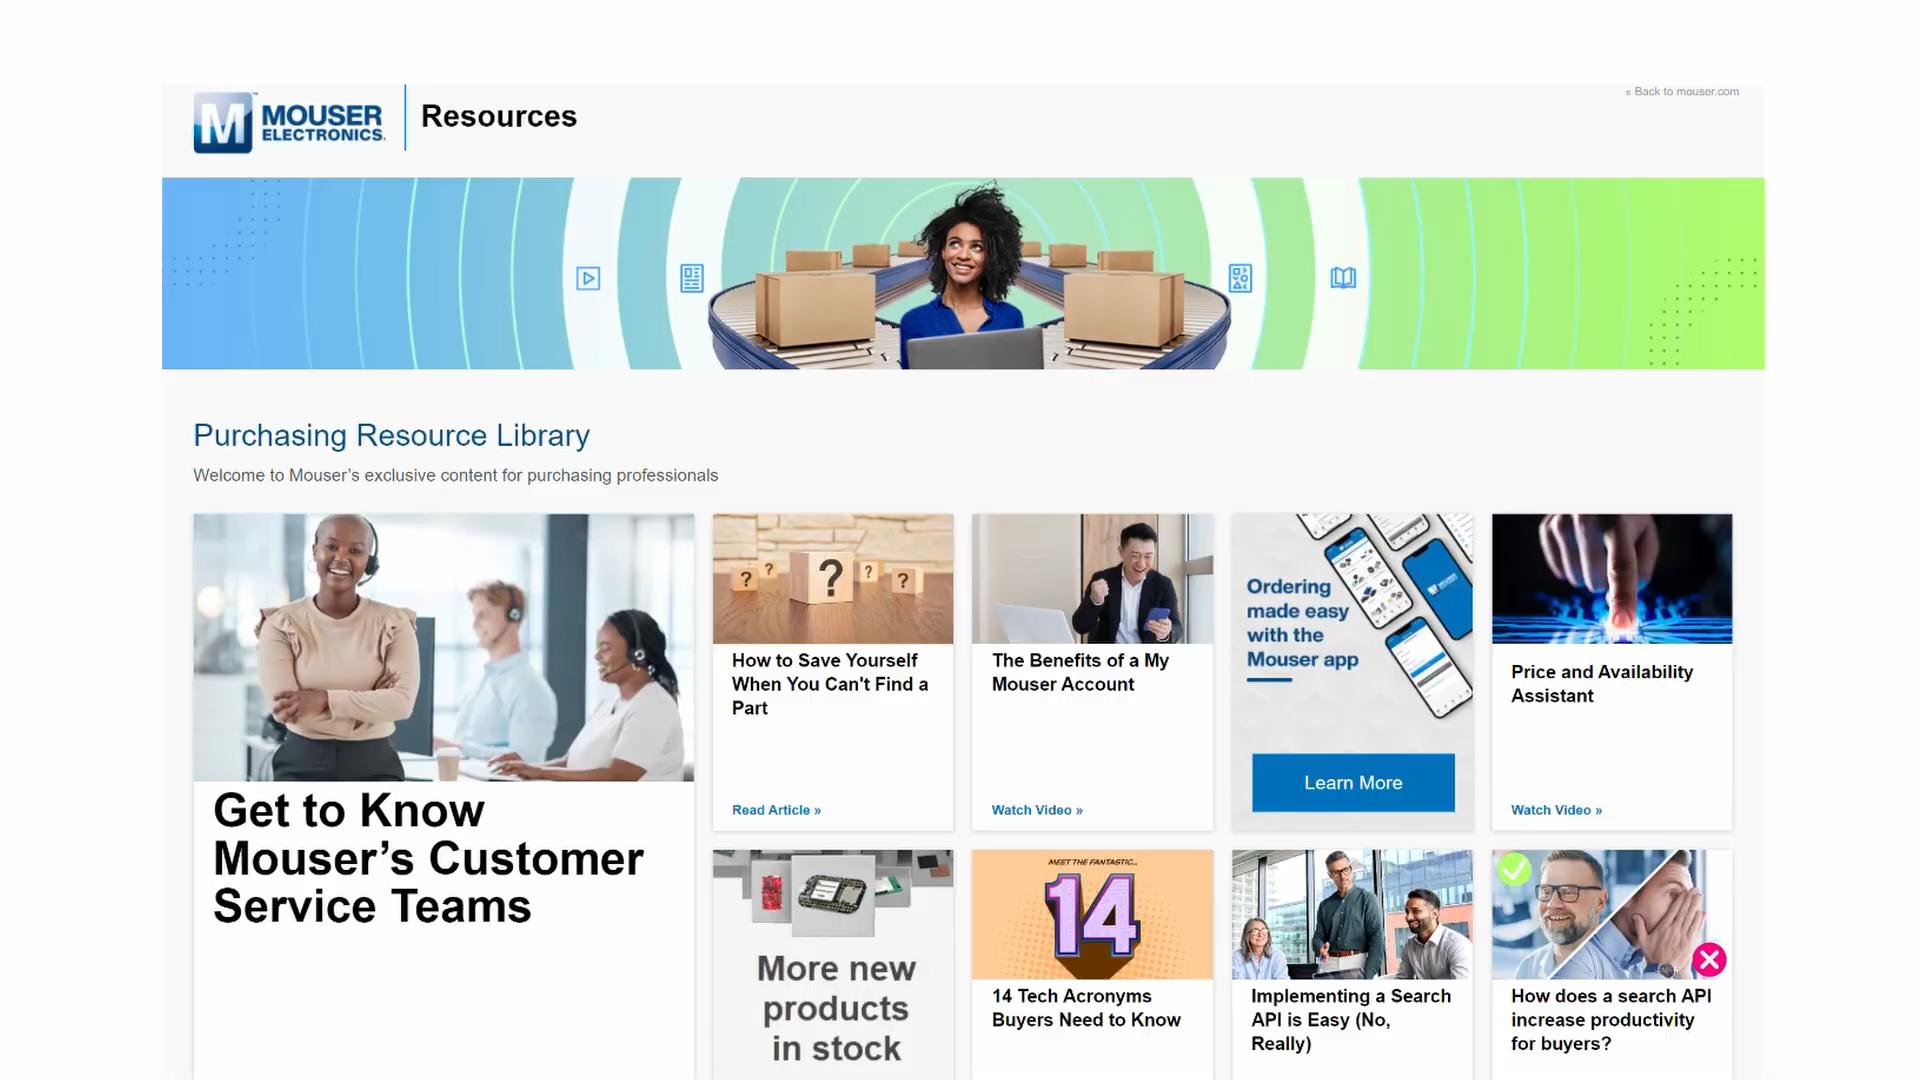 « Back to mouser.com
M
MOUSER
ELECTRONICS.
Resources
Purchasing Resource Library
Welcome to Mouser’s exclusive content for purchasing professionals
Get to Know
Mouser’s Customer
Service Teams
? ? ? ? ?
How to Save Yourself
When You Can't Find a
Part
Read Article »
The Benefits of a My
Mouser Account
Watch Video »
Ordering
made easy
with the
Mouser app
Learn More
Price and Availability
Assistant
Watch Video »
More new
products
in stock
MEET THE FANTASTIC...
14
14 Tech Acronyms
Buyers Need to Know
Implementing a Search
API is Easy (No,
Really)
How does a search API
increase productivity
for buyers?